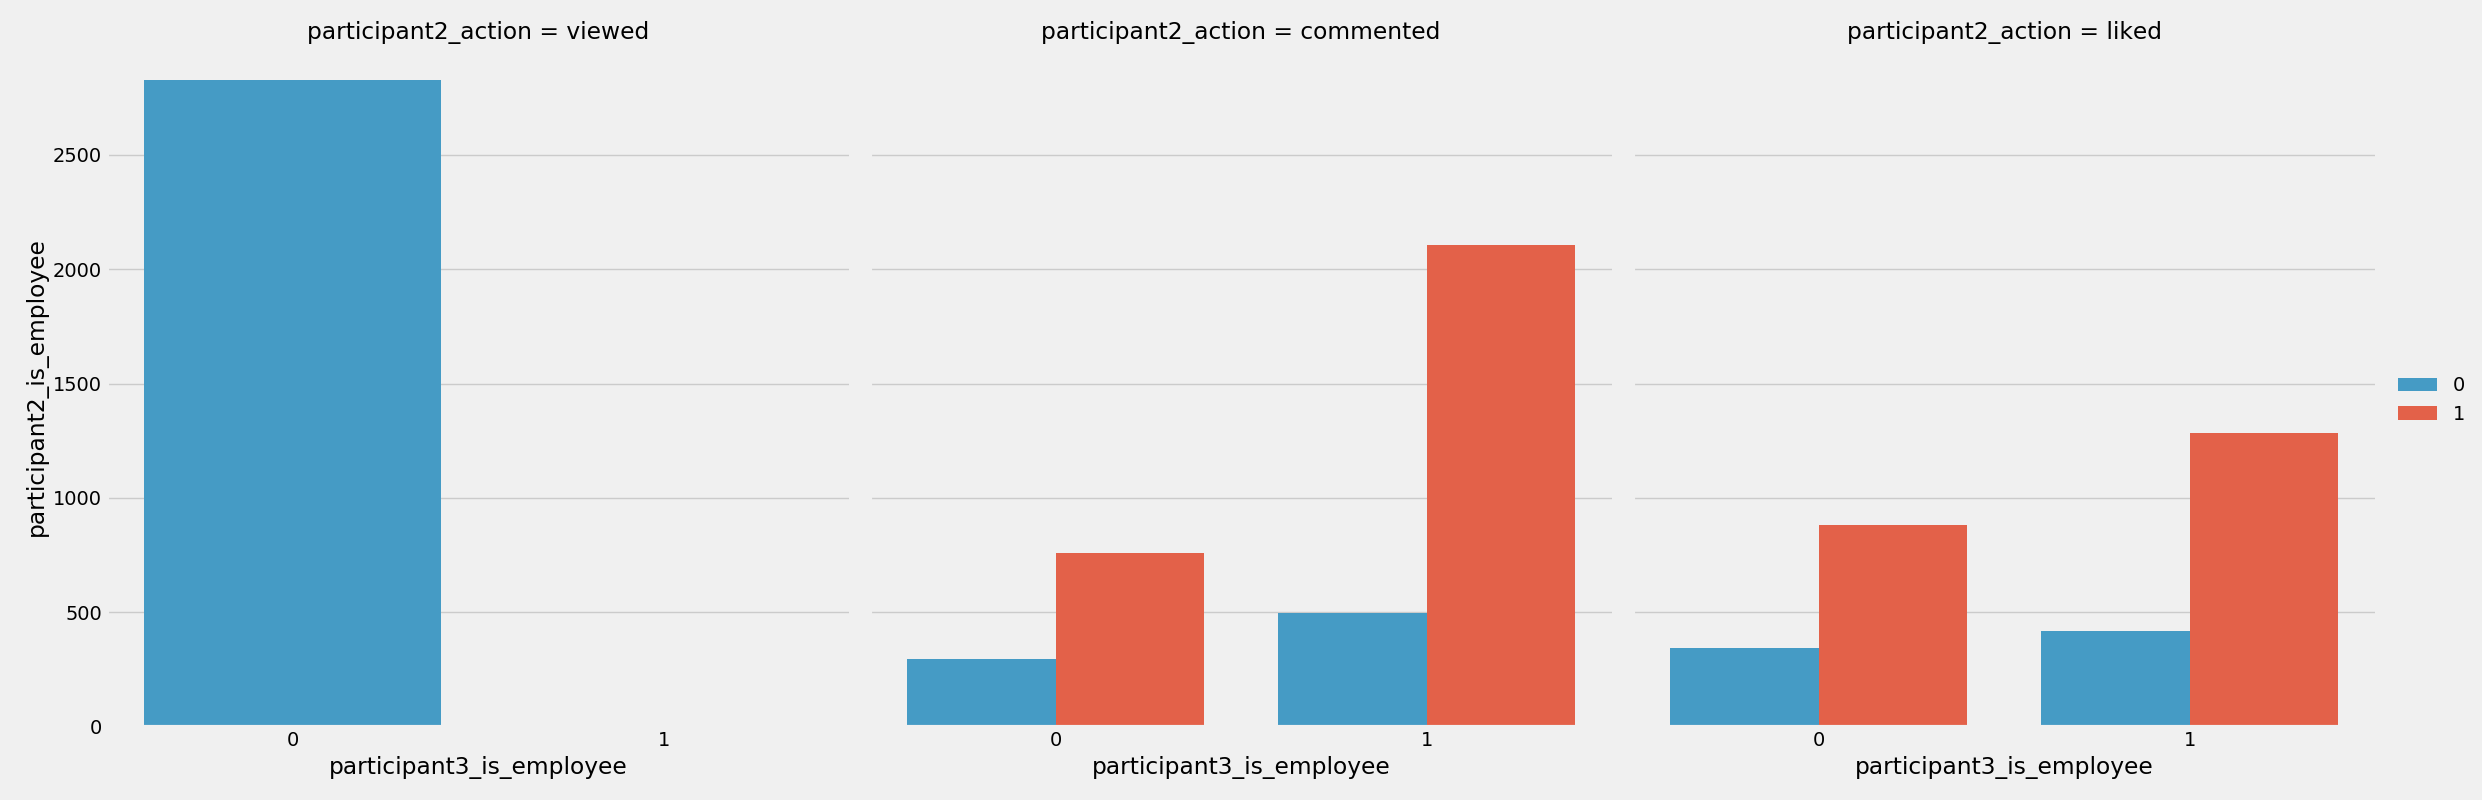 participant2_action = viewed
participant2_action = commented
participant2_action = liked
participant2_is_employee
2500
2000
1500
1000
500
0
0 1
0 1
0 1
participant3_is_employee
participant3_is_employee
participant3_is_employee
0
1